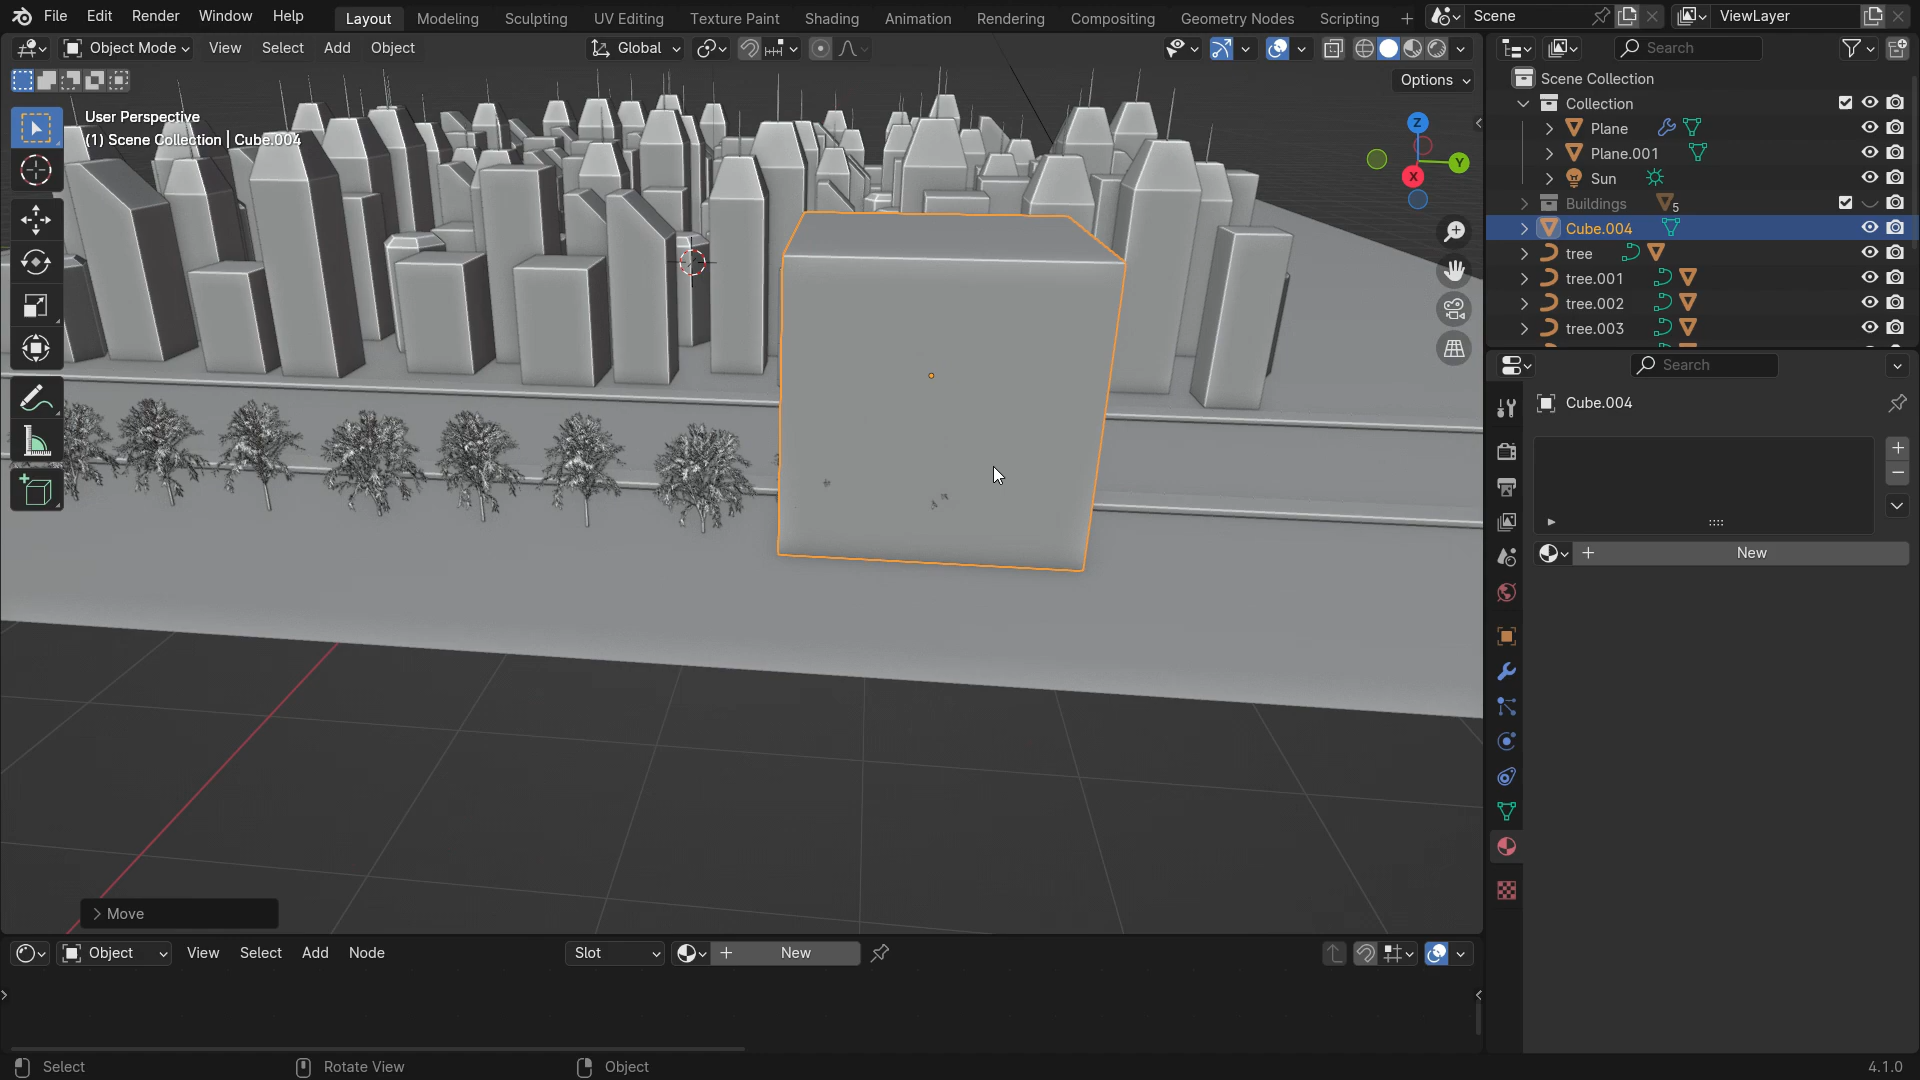 File Edit Render Window Help Layout Modeling Sculpting UV Editing Texture Paint Shading Animation Rendering Compositing Geometry Nodes Scripting + Scene ViewLayer
Object Mode View Select Add Object Global Search
Options
User Perspective
(1) Scene Collection | Cube.004
Z
Y
X
Scene Collection
Collection
Plane
Plane.001
Sun
Buildings 5
Cube.004
tree
tree.001
tree.002
tree.003
Search
Cube.004
+ New
> Move
Object View Select Add Node Slot + New
Select Rotate View Object 4.1.0